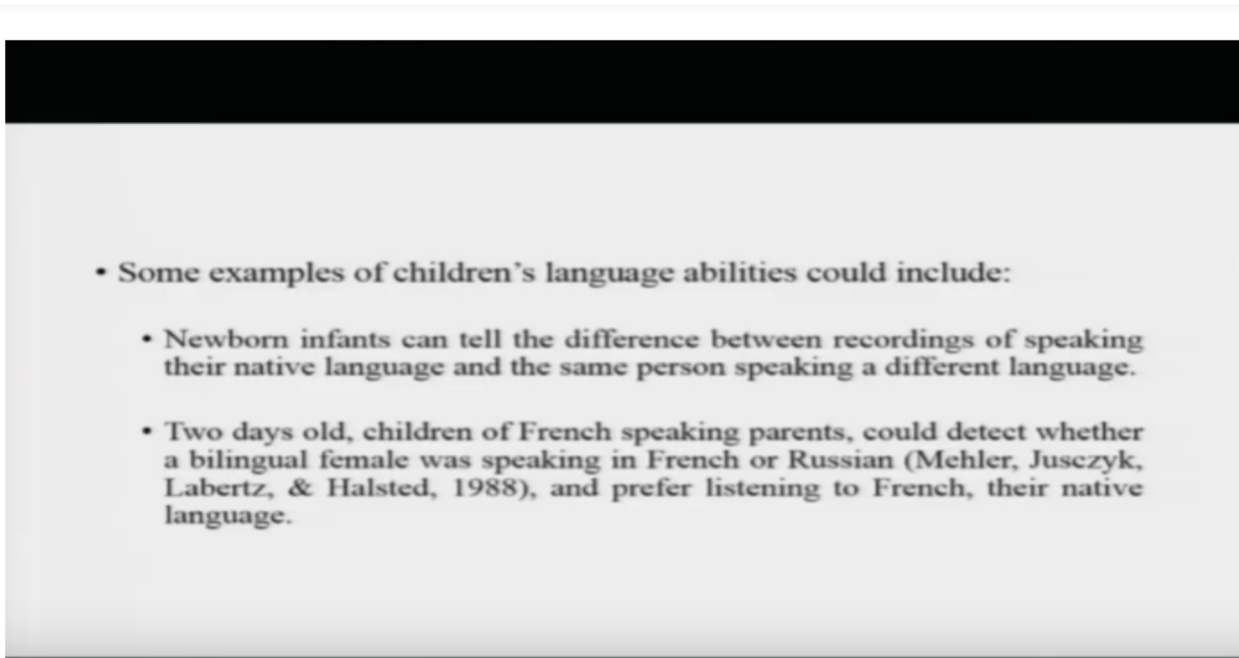 • Some examples of children's language abilities could include:
• Newborn infants can tell the difference between recordings of speaking
their native language and the same person speaking a different language.
• Two days old, children of French speaking parents, could detect whether
a bilingual female was speaking in French or Russian (Mehler, Jusczyk,
Labertz, & Halsted, 1988), and prefer listening to French, their native
language.